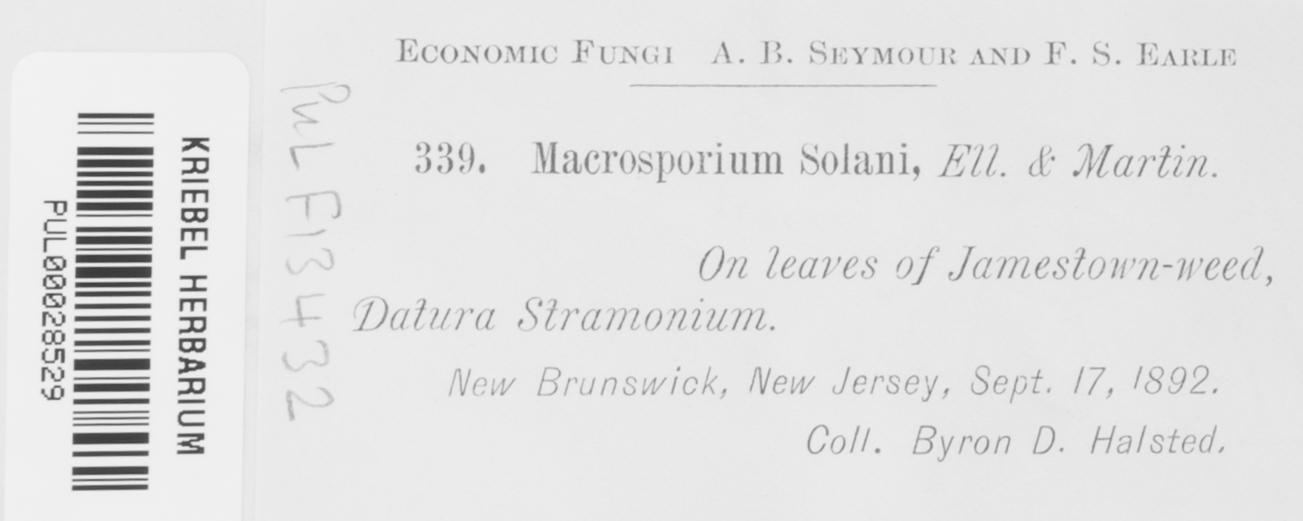 Economic Fungi A. B. Seymour and F. S. Earle
339. Macrosporium Solani, Ell. & Martin.
On leaves of Jamestown-weed,
Datura Stramonium.
New Brunswick, New Jersey, Sept. 17, 1892.
Coll. Byron D. Halsted.
PUL F13432
KRIEBEL HERBARIUM
PUL00028529